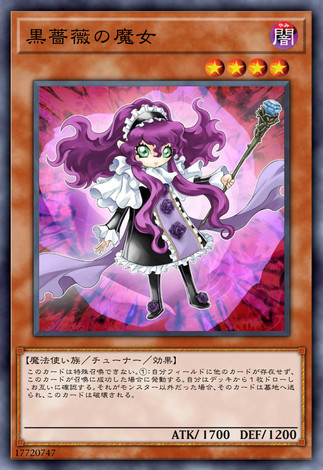 黒薔薇の魔女
闇
やみ
【魔法使い族／チューナー／効果】
このカードは特殊召喚できない。①：自分フィールドに他のカードが存在せず、
このカードが召喚に成功した場合に発動する。自分はデッキから１枚ドローし、
お互いに確認する。それがモンスター以外だった場合、そのカードは墓地へ送
られ、このカードは破壊される。
ATK/1700 DEF/1200
17720747